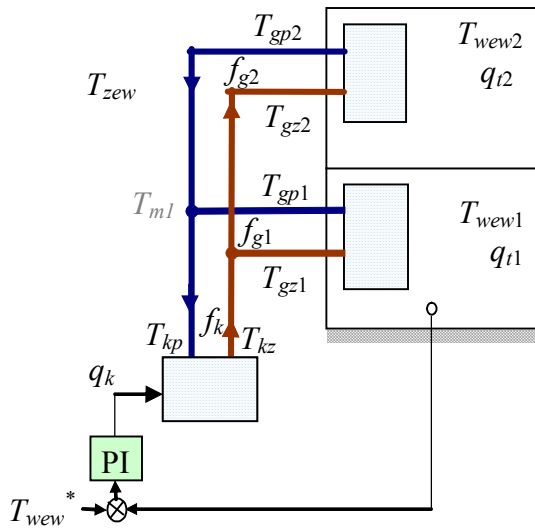 T_gp2
T_wew2
f_g2
q_t2
T_zew
T_gz2
T_gp1
T_m1
T_wew1
f_g1
q_t1
T_gz1
f_k
T_kp
T_kz
q_k
PI
T_wew*